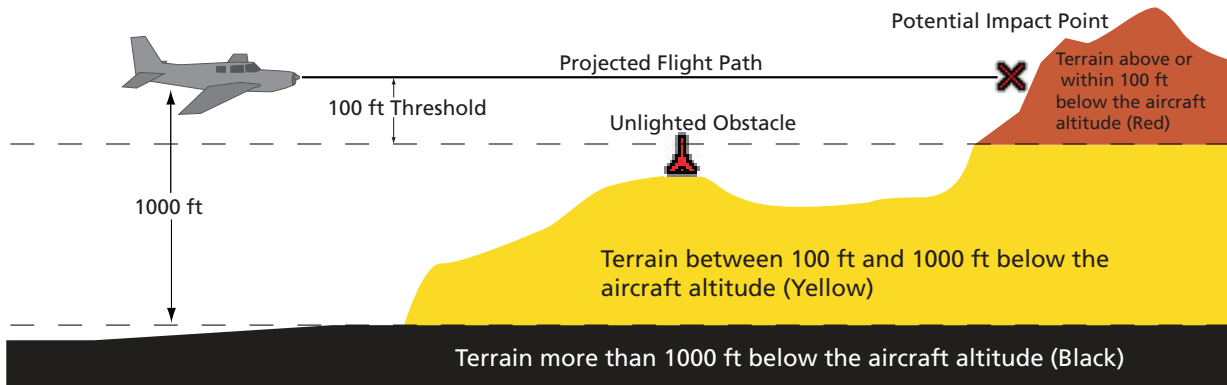 Potential Impact Point
Projected Flight Path
Terrain above or
within 100 ft
below the aircraft
altitude (Red)
100 ft Threshold
Unlighted Obstacle
1000 ft
Terrain between 100 ft and 1000 ft below the
aircraft altitude (Yellow)
Terrain more than 1000 ft below the aircraft altitude (Black)